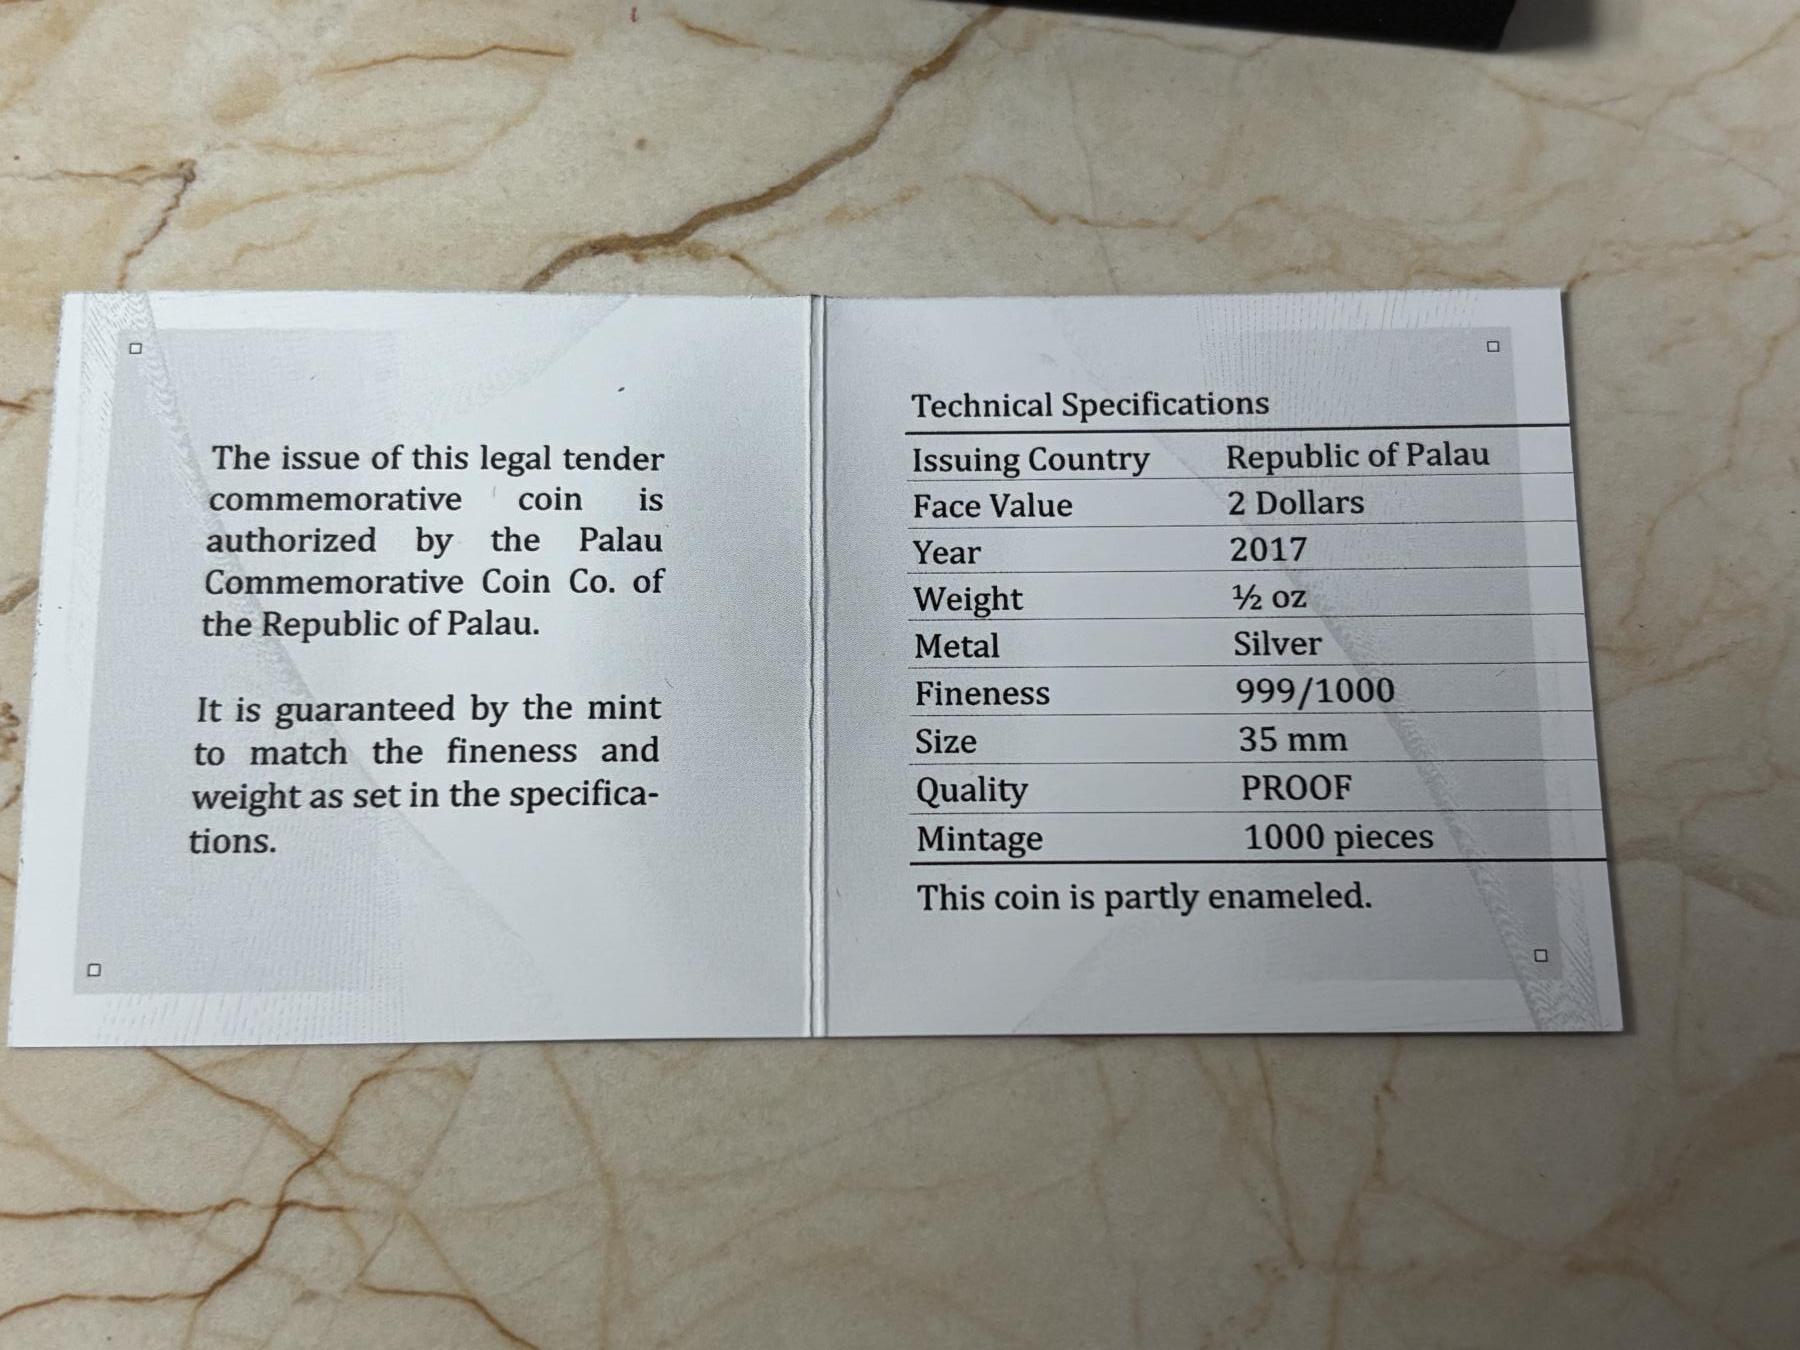 The issue of this legal tender
commemorative coin is
authorized by the Palau
Commemorative Coin Co. of
the Republic of Palau.
It is guaranteed by the mint
to match the fineness and
weight as set in the specifica-
tions.
Technical Specifications
Issuing Country Republic of Palau
Face Value 2 Dollars
Year 2017
Weight ½ oz
Metal Silver
Fineness 999/1000
Size 35 mm
Quality PROOF
Mintage 1000 pieces
This coin is partly enameled.